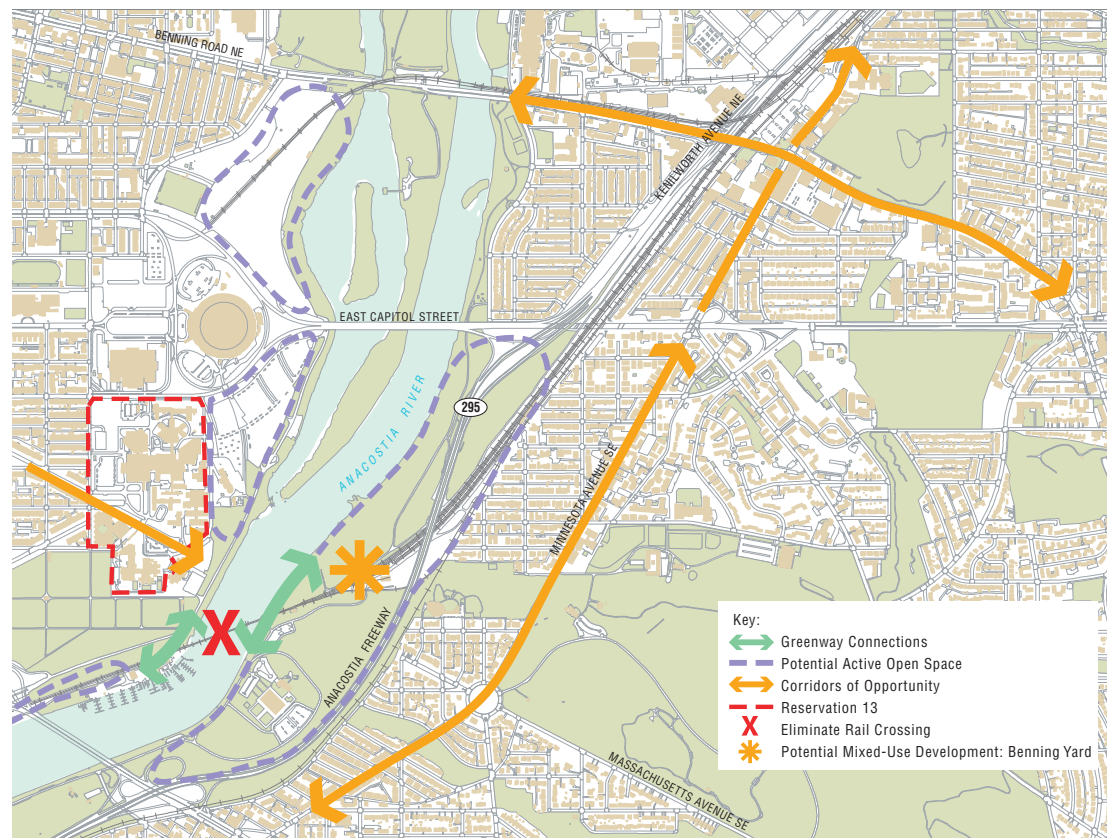 BENNING ROAD NE
KENILWORTH AVENUE NE
EAST CAPITOL STREET
ANACOSTIA RIVER
295
MINNESOTA AVENUE SE
ANACOSTIA FREEWAY
MASSACHUSETTS AVENUE SE
Key:
Greenway Connections
Potential Active Open Space
Corridors of Opportunity
Reservation 13
X Eliminate Rail Crossing
Potential Mixed-Use Development: Benning Yard
X